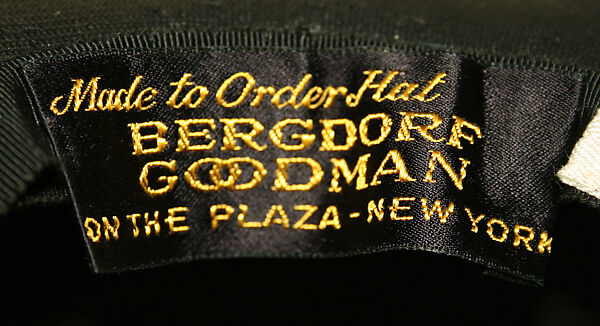 Made to Order Hat
BERGDORF
GOODMAN
ON THE PLAZA-NEW YORK